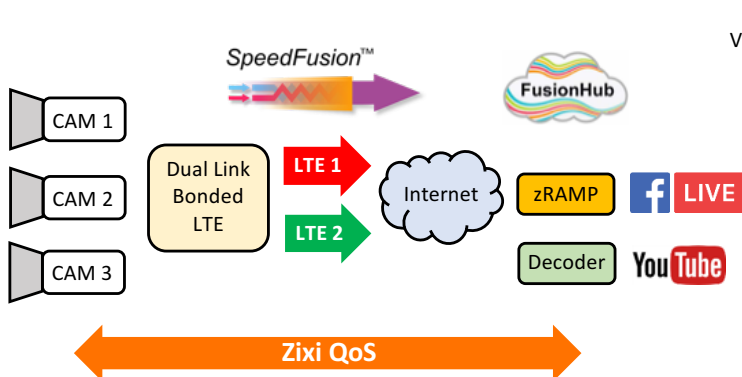 V
SpeedFusion™
FusionHub
CAM 1
CAM 2
CAM 3
Dual Link
Bonded
LTE
LTE 1
LTE 2
Internet
zRAMP
f LIVE
Decoder
YouTube
Zixi QoS